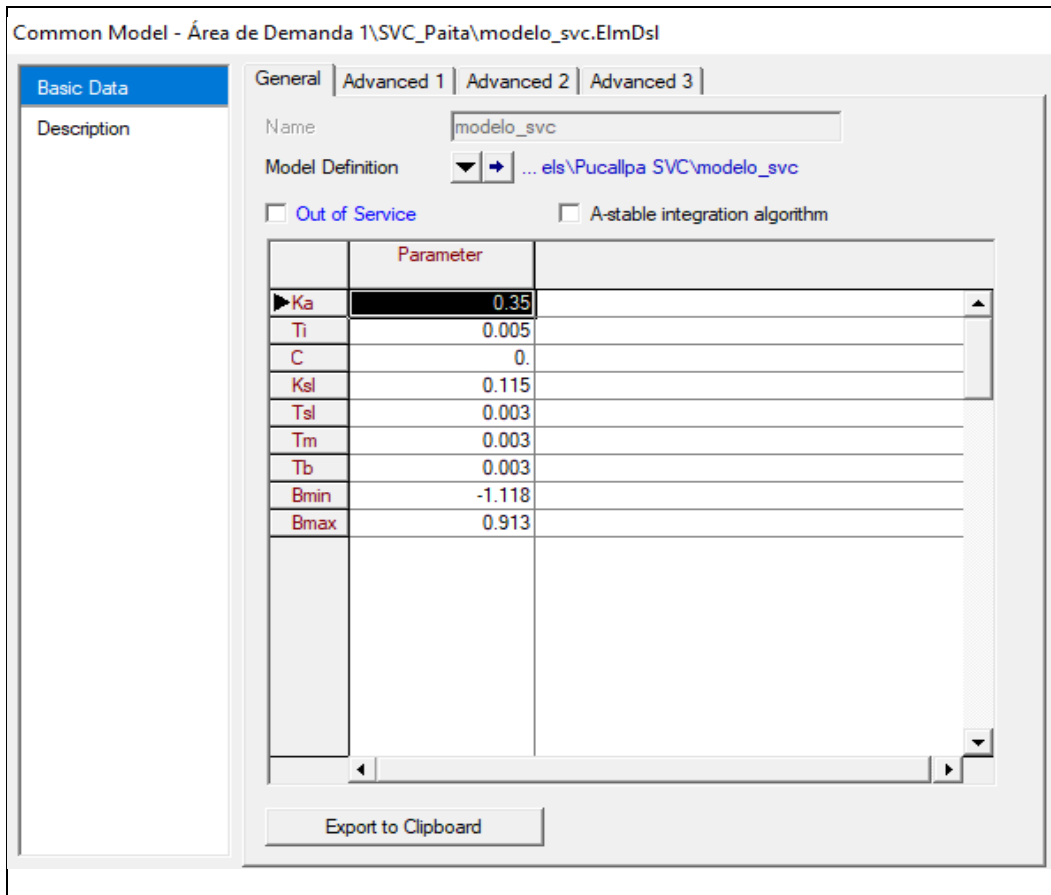 Common Model - Área de Demanda 1\SVC_Paita\modelo_svc.ElmDsl
Basic Data
Description
General Advanced 1 Advanced 2 Advanced 3
Name modelo_svc
Model Definition ... els\Pucallpa SVC\modelo_svc
Out of Service A-stable integration algorithm
Parameter
Ka 0.35
Ti 0.005
C 0.
Ksl 0.115
Tsl 0.003
Tm 0.003
Tb 0.003
Bmin -1.118
Bmax 0.913
Export to Clipboard